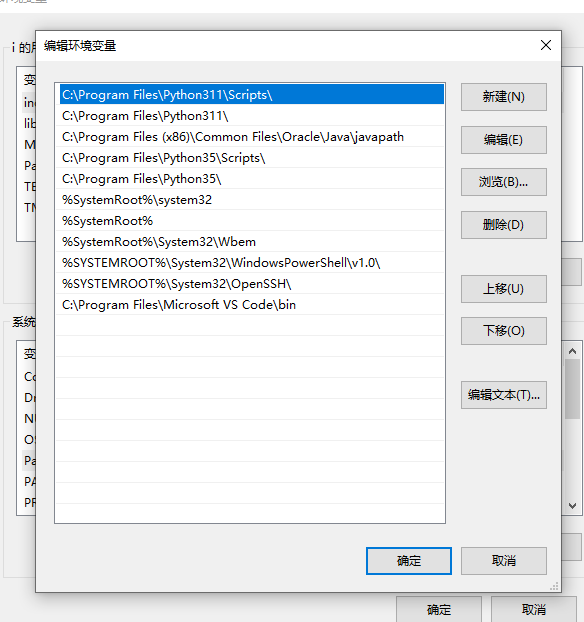 编辑环境变量
i 的用
变
in
lib
M
Pa
TE
TM
C:\Program Files\Python311\Scripts\
C:\Program Files\Python311\
C:\Program Files (x86)\Common Files\Oracle\Java\javapath
C:\Program Files\Python35\Scripts\
C:\Program Files\Python35\
%SystemRoot%\system32
%SystemRoot%
%SystemRoot%\System32\Wbem
%SYSTEMROOT%\System32\WindowsPowerShell\v1.0\
%SYSTEMROOT%\System32\OpenSSH\
C:\Program Files\Microsoft VS Code\bin
新建(N)
编辑(E)
浏览(B)...
删除(D)
上移(U)
下移(O)
编辑文本(T)...
系统
变
Co
Dr
NU
OS
Pa
PA
PR
确定
取消
确定
取消